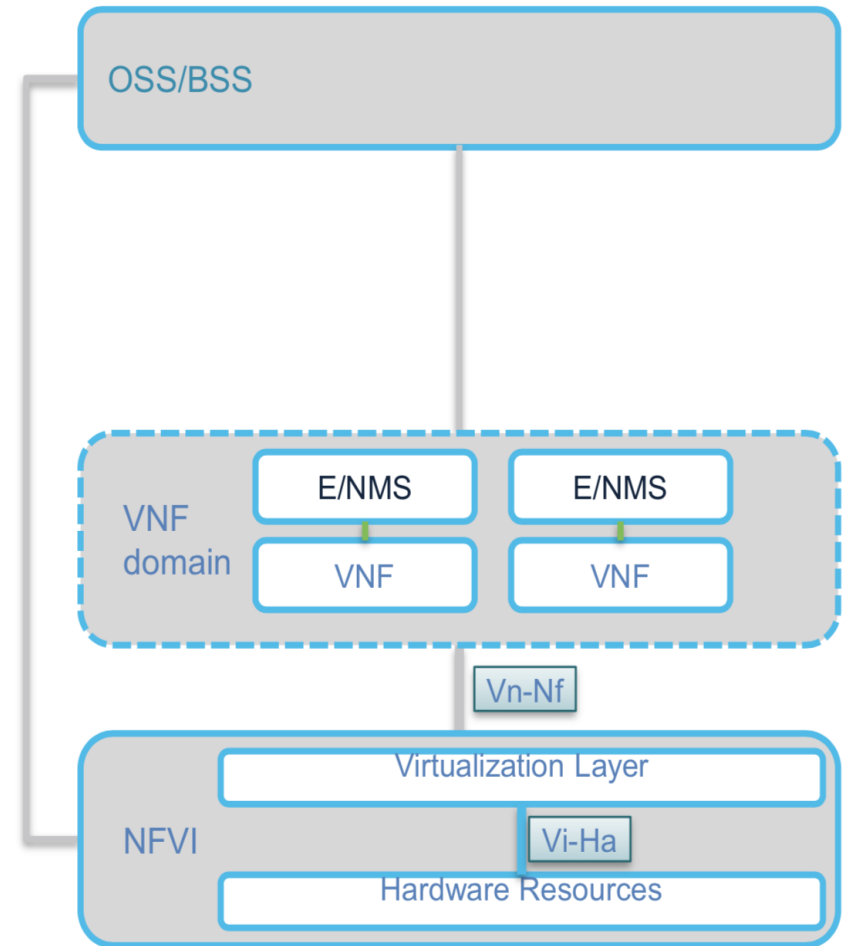 OSS/BSS
E/NMS
E/NMS
VNF
domain
VNF
VNF
Vn-Nf
Virtualization Layer
NFVI
Vi-Ha
Hardware Resources